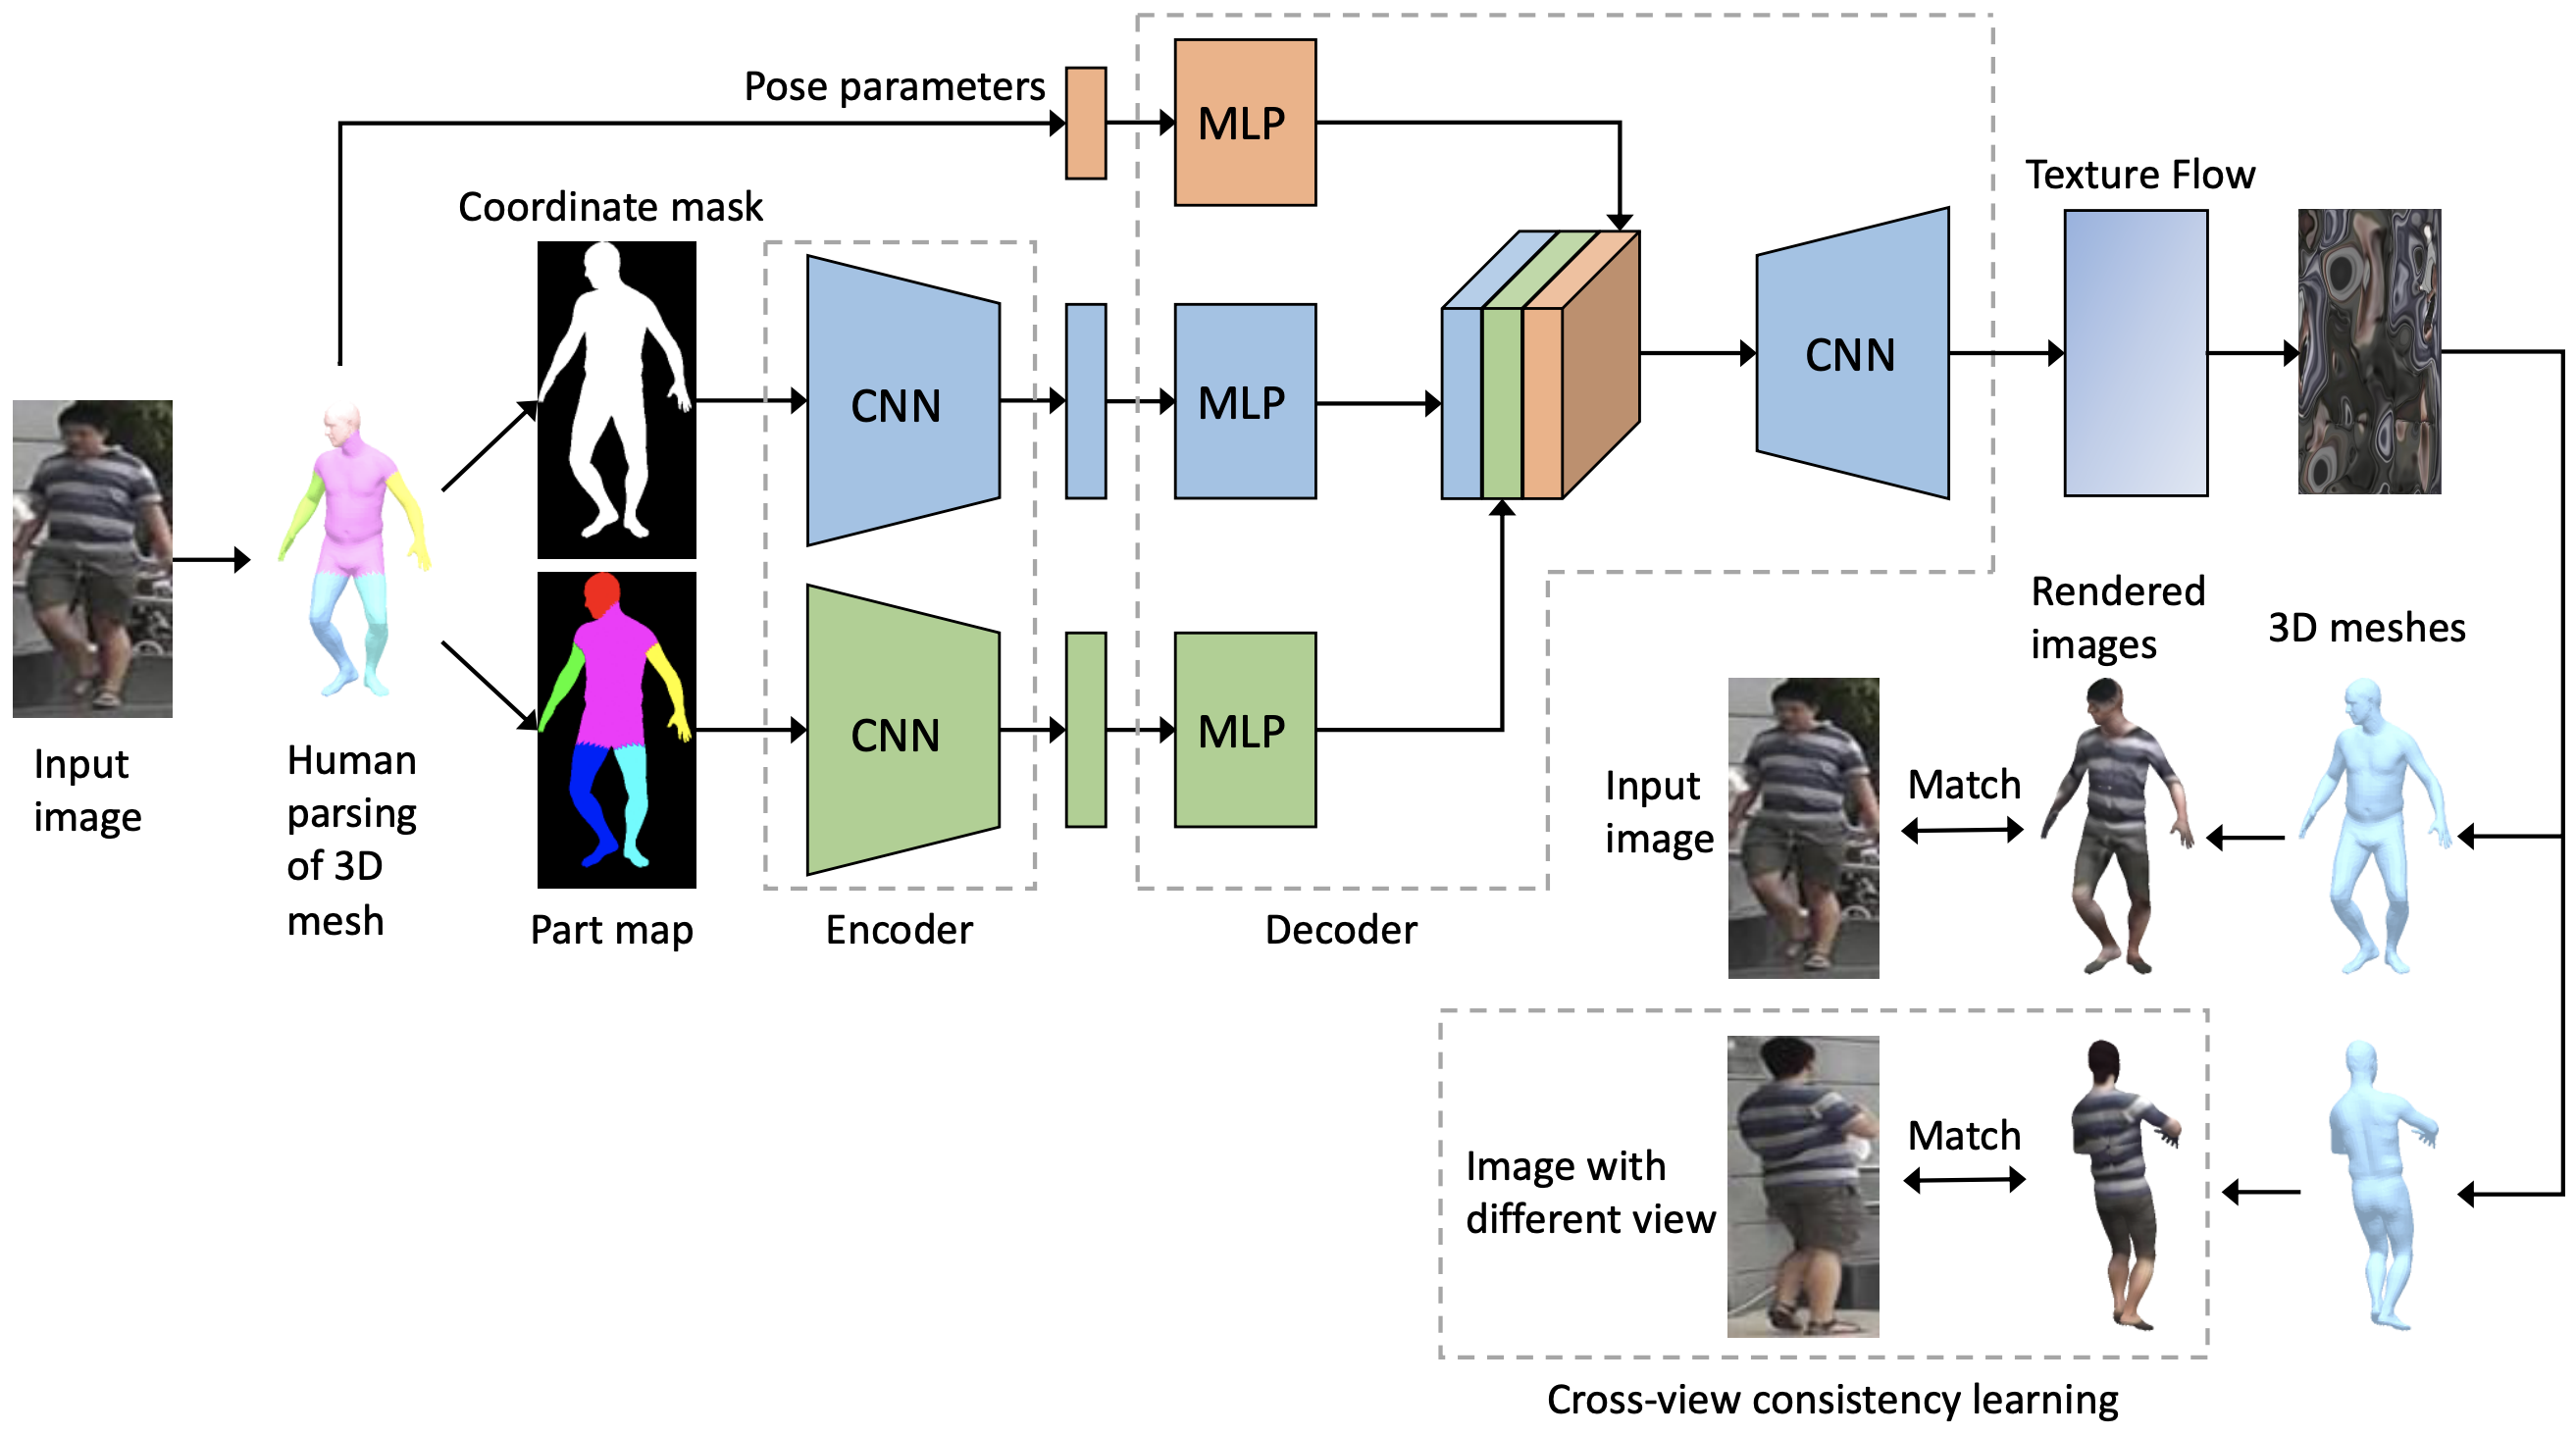 Pose parameters
MLP
Coordinate mask
Texture Flow
CNN
MLP
CNN
CNN
MLP
Input
image
Human
parsing
of 3D
mesh
Part map
Encoder
Decoder
Rendered
images
3D meshes
Input
image
Match
Image with
different view
Match
Cross-view consistency learning